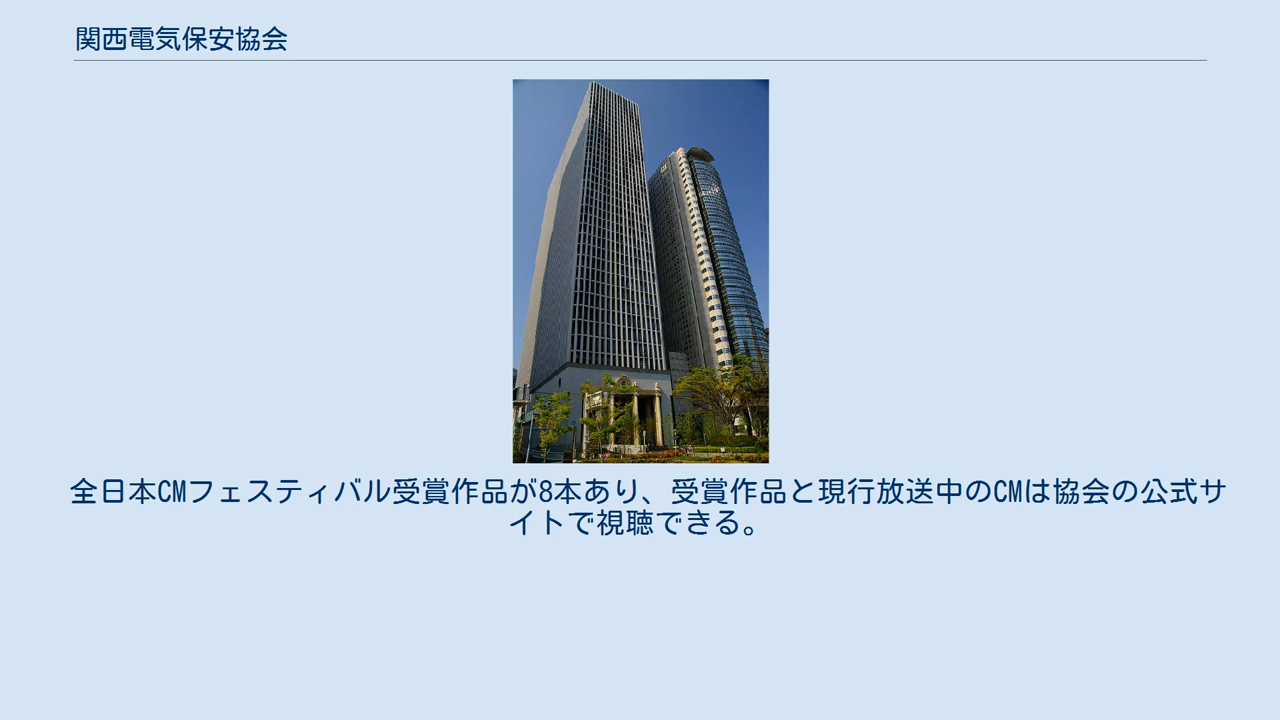 関西電気保安協会
全日本CMフェスティバル受賞作品が8本あり、受賞作品と現行放送中のCMは協会の公式サ
イトで視聴できる。